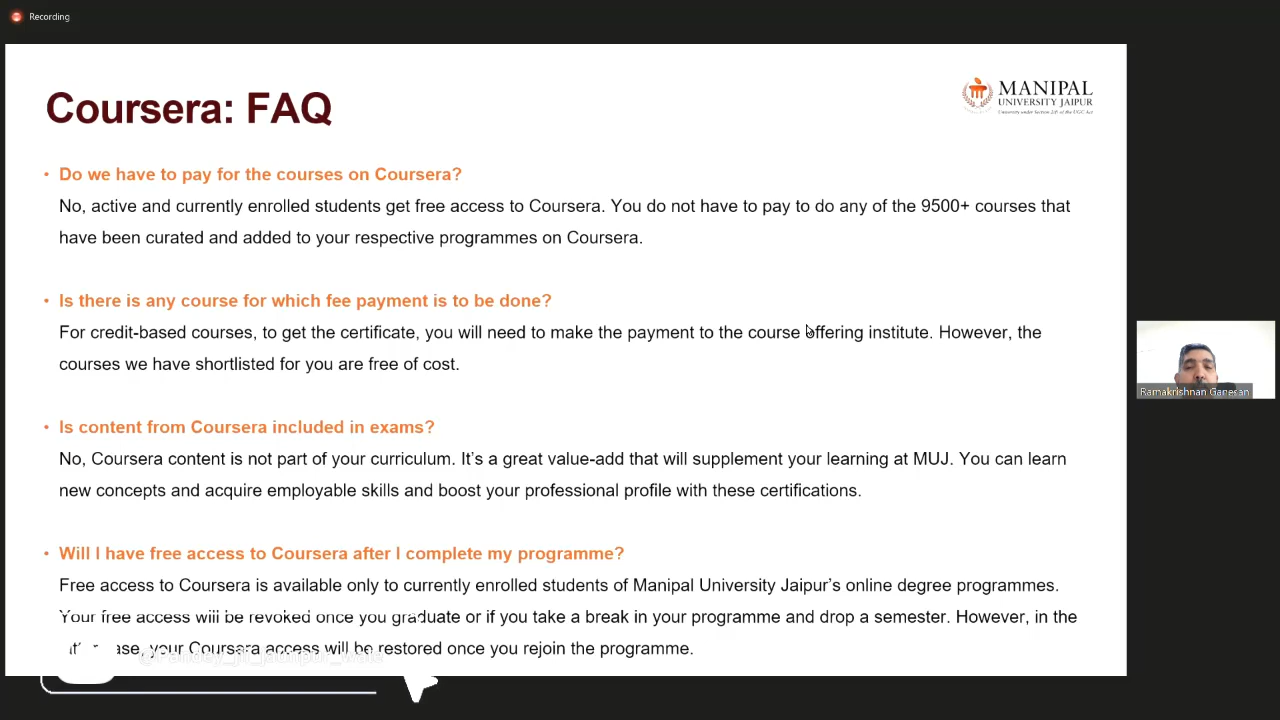 Recording
Coursera: FAQ
MANIPAL
UNIVERSITY JAIPUR
(University under Section 2(f) of the UGC Act)
• Do we have to pay for the courses on Coursera?
No, active and currently enrolled students get free access to Coursera. You do not have to pay to do any of the 9500+ courses that
have been curated and added to your respective programmes on Coursera.
• Is there is any course for which fee payment is to be done?
For credit-based courses, to get the certificate, you will need to make the payment to the course offering institute. However, the
courses we have shortlisted for you are free of cost.
Ramakrishnan Ganesan
• Is content from Coursera included in exams?
No, Coursera content is not part of your curriculum. It’s a great value-add that will supplement your learning at MUJ. You can learn
new concepts and acquire employable skills and boost your professional profile with these certifications.
• Will I have free access to Coursera after I complete my programme?
Free access to Coursera is available only to currently enrolled students of Manipal University Jaipur’s online degree programmes.
Your free access will be revoked once you graduate or if you take a break in your programme and drop a semester. However, in the
your Coursera access will be restored once you rejoin the programme.